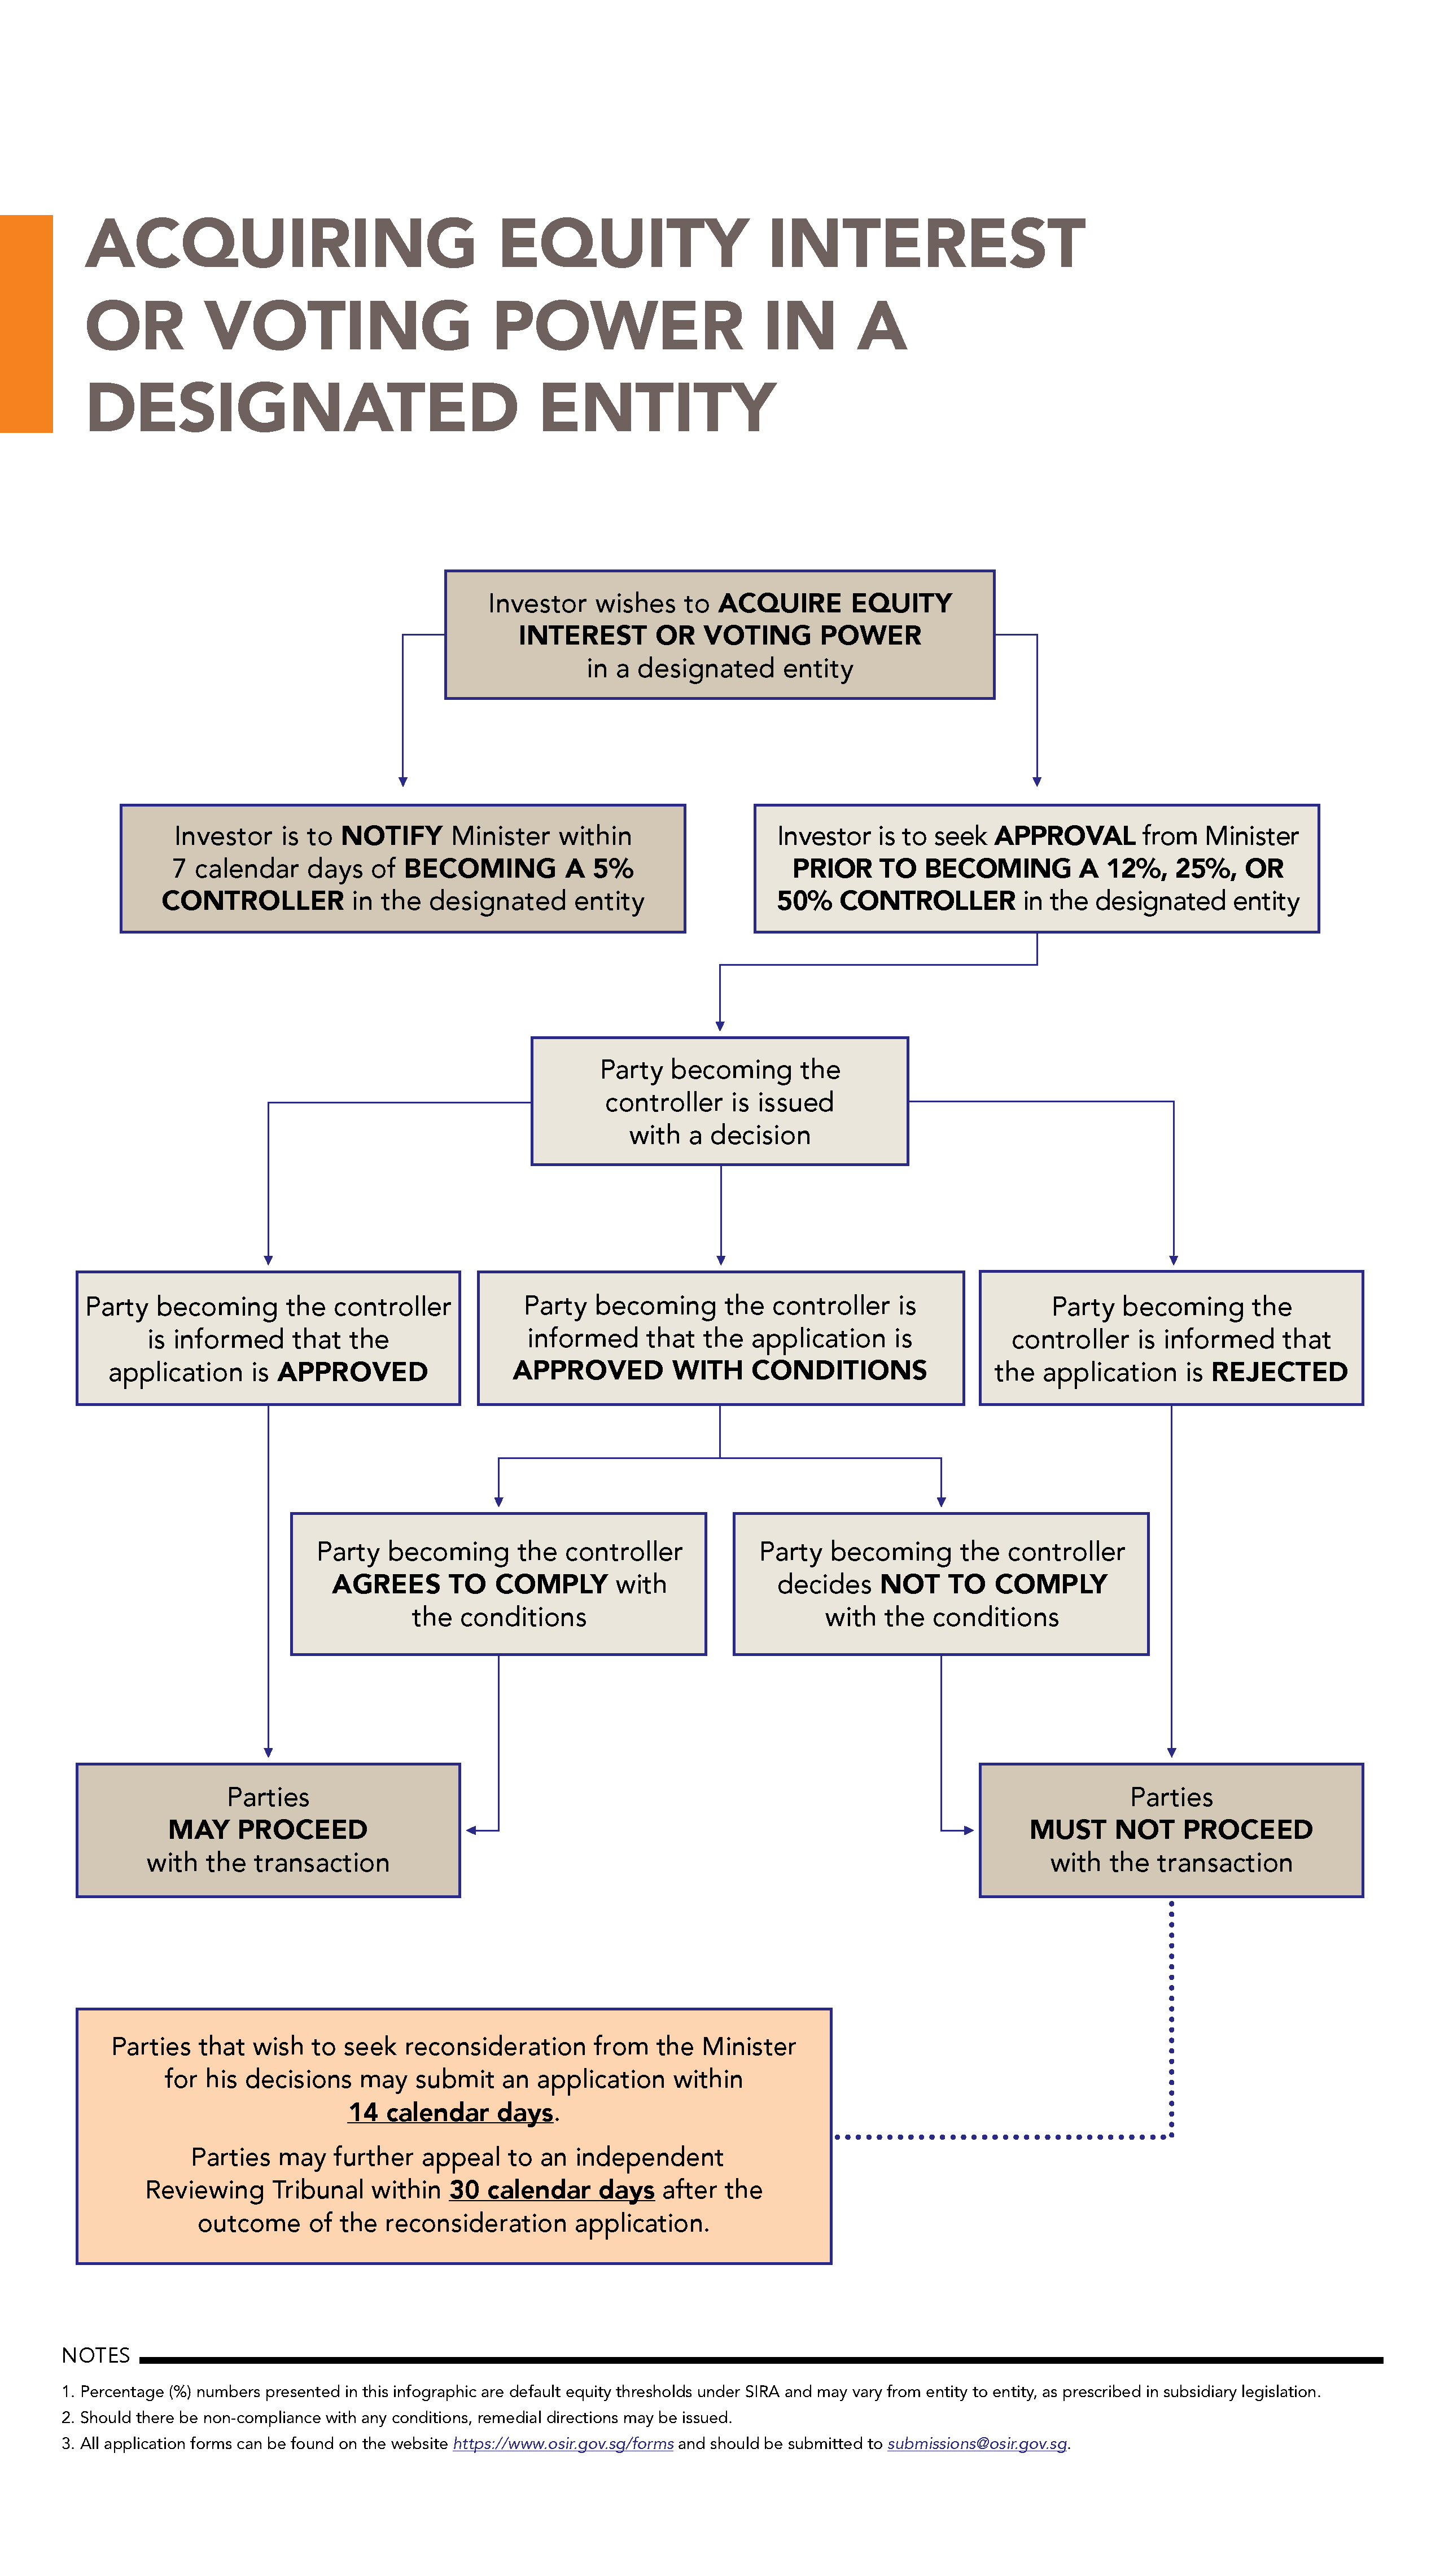 ACQUIRING EQUITY INTEREST
OR VOTING POWER IN A
DESIGNATED ENTITY
Investor wishes to ACQUIRE EQUITY
INTEREST OR VOTING POWER
in a designated entity
Investor is to NOTIFY Minister within
7 calendar days of BECOMING A 5%
CONTROLLER in the designated entity
Investor is to seek APPROVAL from Minister
PRIOR TO BECOMING A 12%, 25%, OR
50% CONTROLLER in the designated entity
Party becoming the
controller is issued
with a decision
Party becoming the controller
is informed that the
application is APPROVED
Party becoming the controller is
informed that the application is
APPROVED WITH CONDITIONS
Party becoming the
controller is informed that
the application is REJECTED
Party becoming the controller
AGREES TO COMPLY with
the conditions
Party becoming the controller
decides NOT TO COMPLY
with the conditions
Parties
MAY PROCEED
with the transaction
Parties
MUST NOT PROCEED
with the transaction
Parties that wish to seek reconsideration from the Minister
for his decisions may submit an application within
14 calendar days.
Parties may further appeal to an independent
Reviewing Tribunal within 30 calendar days after the
outcome of the reconsideration application.
NOTES
1. Percentage (%) numbers presented in this infographic are default equity thresholds under SIRA and may vary from entity to entity, as prescribed in subsidiary legislation.
2. Should there be non-compliance with any conditions, remedial directions may be issued.
3. All application forms can be found on the website https://www.osir.gov.sg/forms and should be submitted to submissions@osir.gov.sg.